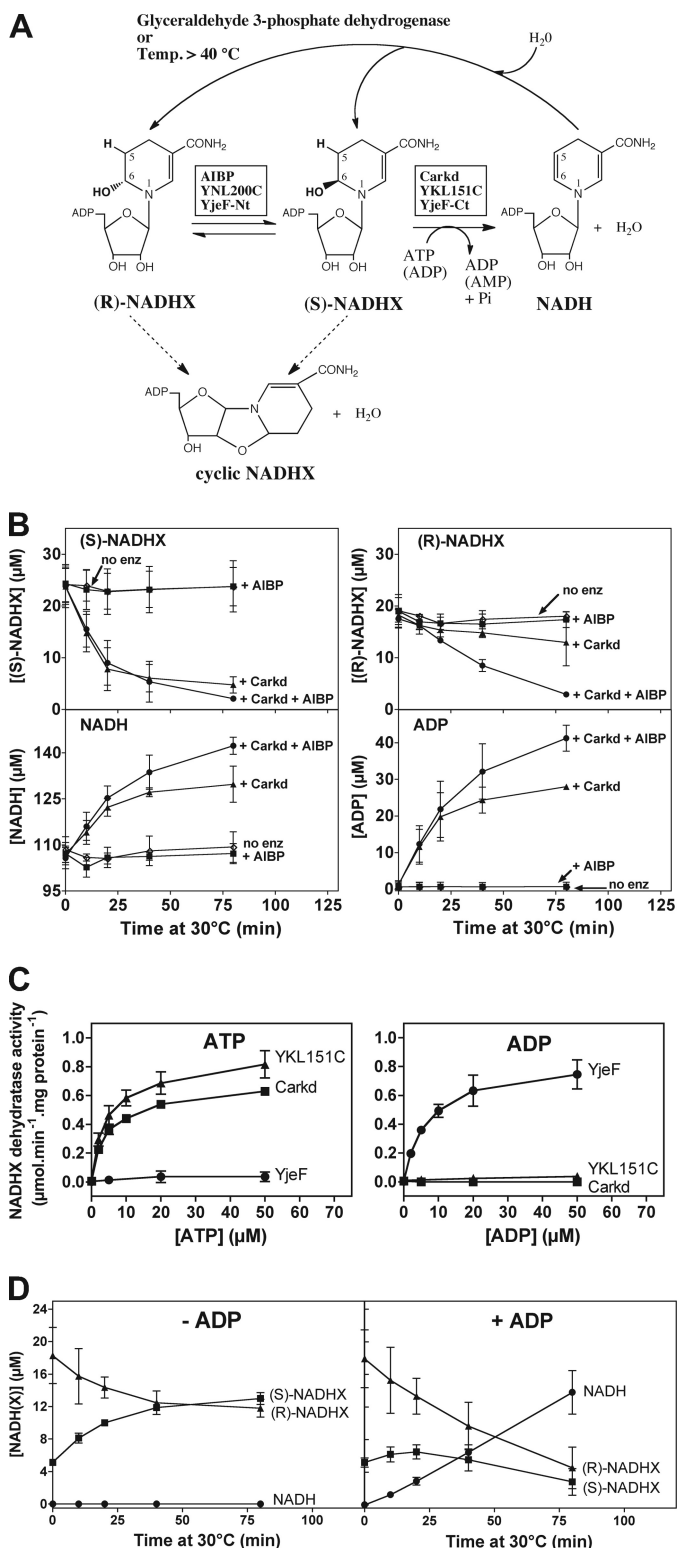 A
Glyceraldehyde 3-phosphate dehydrogenase
or
Temp. > 40 °C
H20
H
5
6
HO
CONH2
N
ADP
O
OH OH
(R)-NADHX
AIBP
YNL200C
YjeF-Nt
H
5
6
HO
CONH2
N
ADP
O
OH OH
(S)-NADHX
Carkd
YKL151C
YjeF-Ct
ATP
(ADP)
ADP
(AMP)
+ Pi
5
6
CONH2
N
ADP
O
OH OH
+ H2O
NADH
ADP
O
N
CONH2
OH
O
+ H2O
cyclic NADHX
B
(S)-NADHX
[(S)-NADHX] (µM)
30
20
10
0
no enz
+ AIBP
+ Carkd
+ Carkd + AIBP
(R)-NADHX
[(R)-NADHX] (µM)
30
20
10
0
no enz
+ AIBP
+ Carkd
+ Carkd + AIBP
NADH
[NADH] (µM)
140
125
110
95
+ Carkd + AIBP
+ Carkd
no enz
+ AIBP
0 25 50 75 100 125
Time at 30°C (min)
ADP
[ADP] (µM)
40
30
20
10
0
+ Carkd + AIBP
+ Carkd
+ AIBP
no enz
0 25 50 75 100 125
Time at 30°C (min)
C
NADHX dehydratase activity
(µmol.min-1.mg protein-1)
1.0
0.8
0.6
0.4
0.2
0.0
ATP
YKL151C
Carkd
YjeF
0 10 20 30 40 50 60 70
[ATP] (µM)
1.0
0.8
0.6
0.4
0.2
0.0
ADP
YjeF
YKL151C
Carkd
0 10 20 30 40 50 60 70
[ADP] (µM)
D
[NADH(X)] (µM)
24
20
16
12
8
4
0
- ADP
(S)-NADHX
(R)-NADHX
NADH
0 25 50 75 100
Time at 30°C (min)
+ ADP
NADH
(R)-NADHX
(S)-NADHX
0 25 50 75 100
Time at 30°C (min)